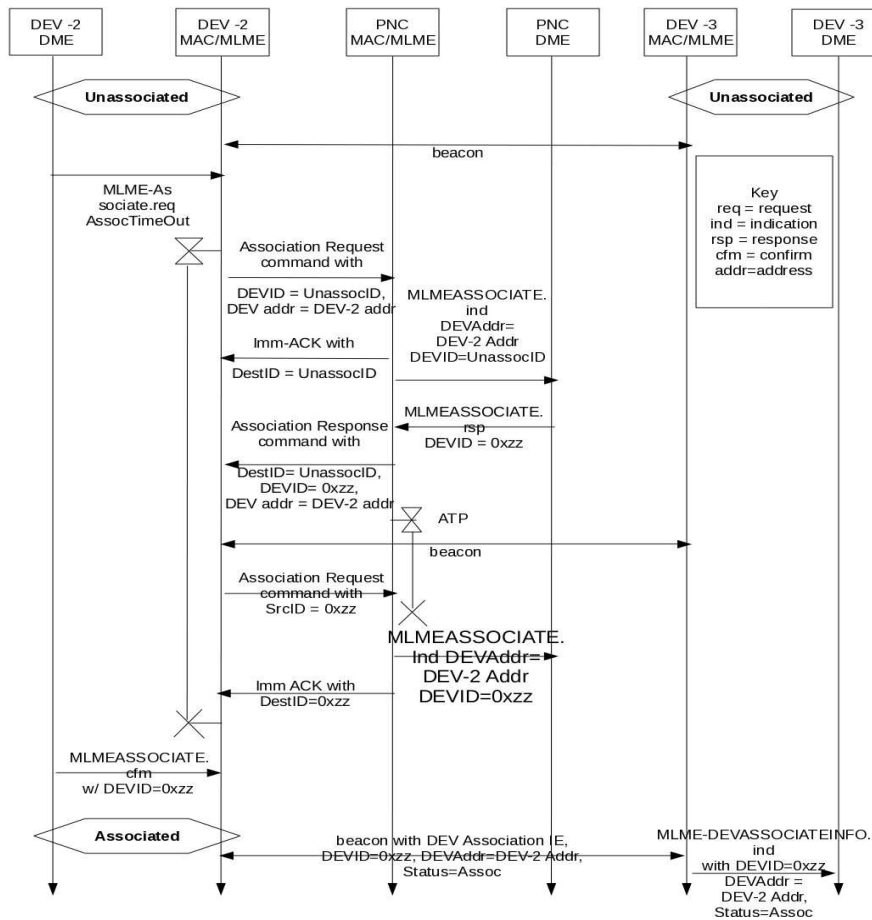 DEV -2
DME
DEV -2
MAC/MLME
PNC
MAC/MLME
PNC
DME
DEV -3
MAC/MLME
DEV -3
DME
Unassociated
Unassociated
beacon
MLME-As
sociate.req
AssocTimeOut
Key
req = request
ind = indication
rsp = response
cfm = confirm
addr=address
Association Request
command with
DEVID = UnassocID,
DEV addr = DEV-2 addr
MLMEASSOCIATE.
ind
DEVAddr=
DEV-2 Addr
DEVID=UnassocID
Imm-ACK with
DestID = UnassocID
MLMEASSOCIATE.
rsp
DEVID = 0xzz
Association Response
command with
DestID= UnassocID,
DEVID= 0xzz,
DEV addr = DEV-2 addr
ATP
beacon
Association Request
command with
SrcID = 0xzz
MLMEASSOCIATE.
Ind DEVAddr=
DEV-2 Addr
DEVID=0xzz
Imm ACK with
DestID=0xzz
MLMEASSOCIATE.
cfm
w/ DEVID=0xzz
Associated
beacon with DEV Association IE,
DEVID=0xzz, DEVAddr=DEV-2 Addr,
Status=Assoc
MLME-DEVASSOCIATEINFO.
ind
with DEVID=0xzz
DEVAddr =
DEV-2 Addr,
Status=Assoc